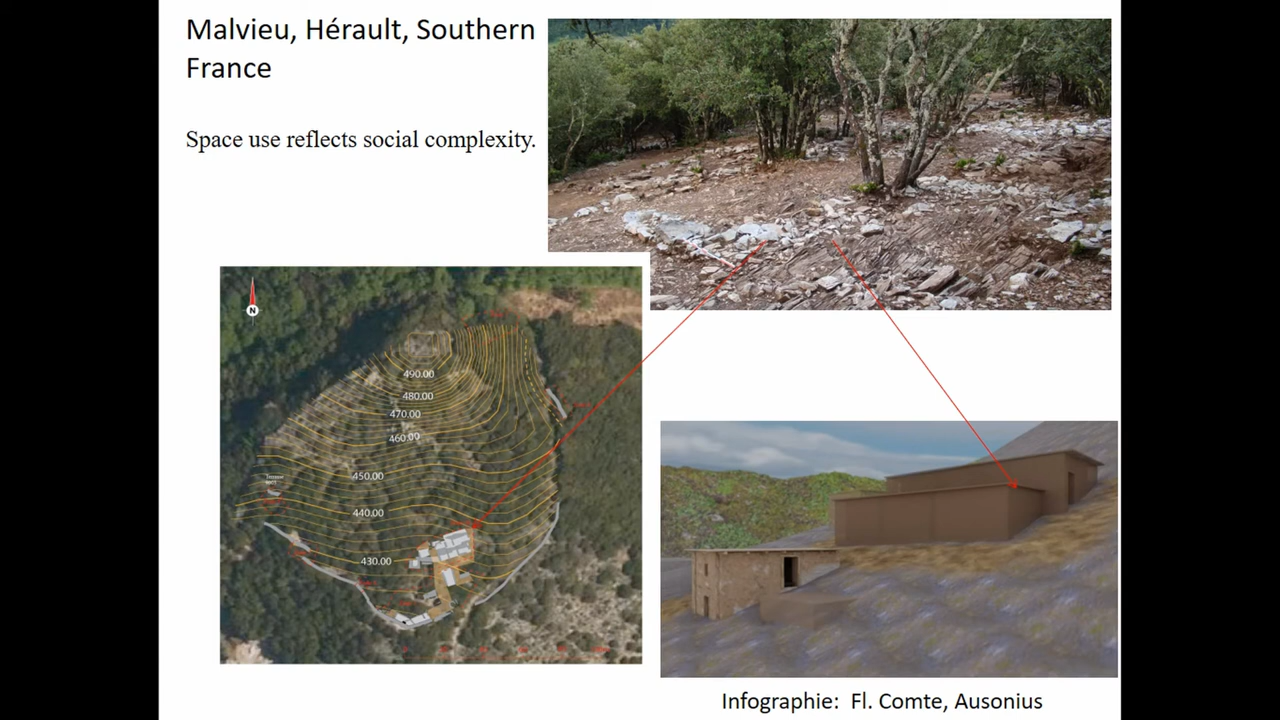 Malvieu, Hérault, Southern
France
Space use reflects social complexity.
N
490.00
480.00
470.00
460.00
450.00
440.00
430.00
Infographie: Fl. Comte, Ausonius